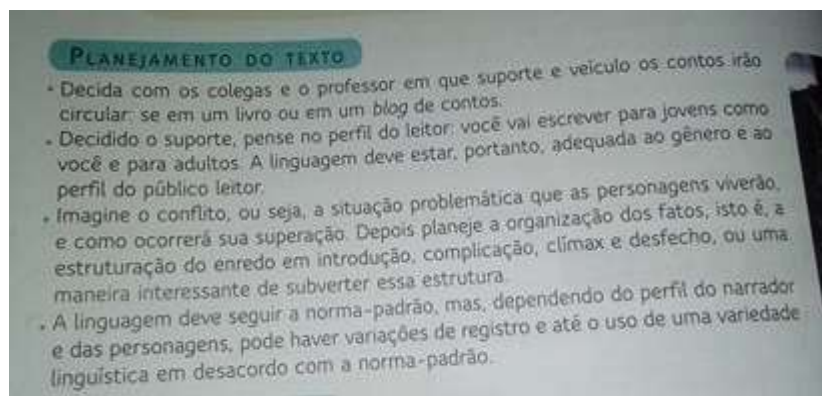 PLANEJAMENTO DO TEXTO
• Decida com os colegas e o professor em que suporte e veículo os contos irão
circular: se em um livro ou em um blog de contos.
• Decidido o suporte, pense no perfil do leitor: você vai escrever para jovens como
você e para adultos. A linguagem deve estar, portanto, adequada ao gênero e ao
perfil do público leitor.
• Imagine o conflito, ou seja, a situação problemática que as personagens viverão,
e como ocorrerá sua superação. Depois planeje a organização dos fatos, isto é, a
estruturação do enredo em introdução, complicação, clímax e desfecho, ou uma
maneira interessante de subverter essa estrutura.
• A linguagem deve seguir a norma-padrão, mas, dependendo do perfil do narrador
e das personagens, pode haver variações de registro e até o uso de uma variedade
linguística em desacordo com a norma-padrão.